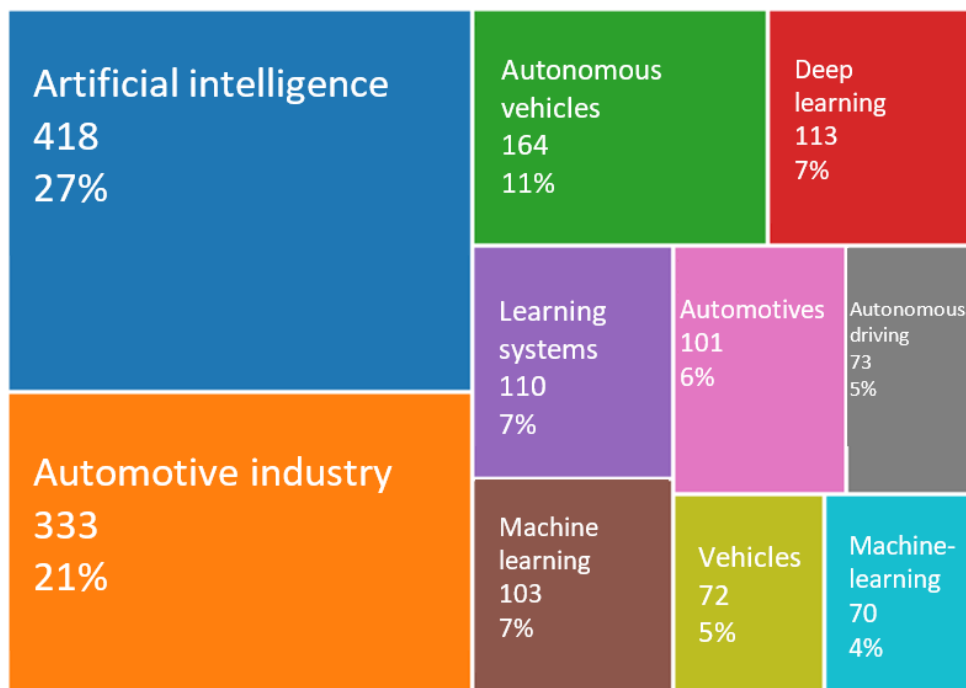 Artificial intelligence
418
27%
Automotive industry
333
21%
Autonomous
vehicles
164
11%
Deep
learning
113
7%
Learning
systems
110
7%
Automotives
101
6%
Autonomous
driving
73
5%
Machine
learning
103
7%
Vehicles
72
5%
Machine-
learning
70
4%